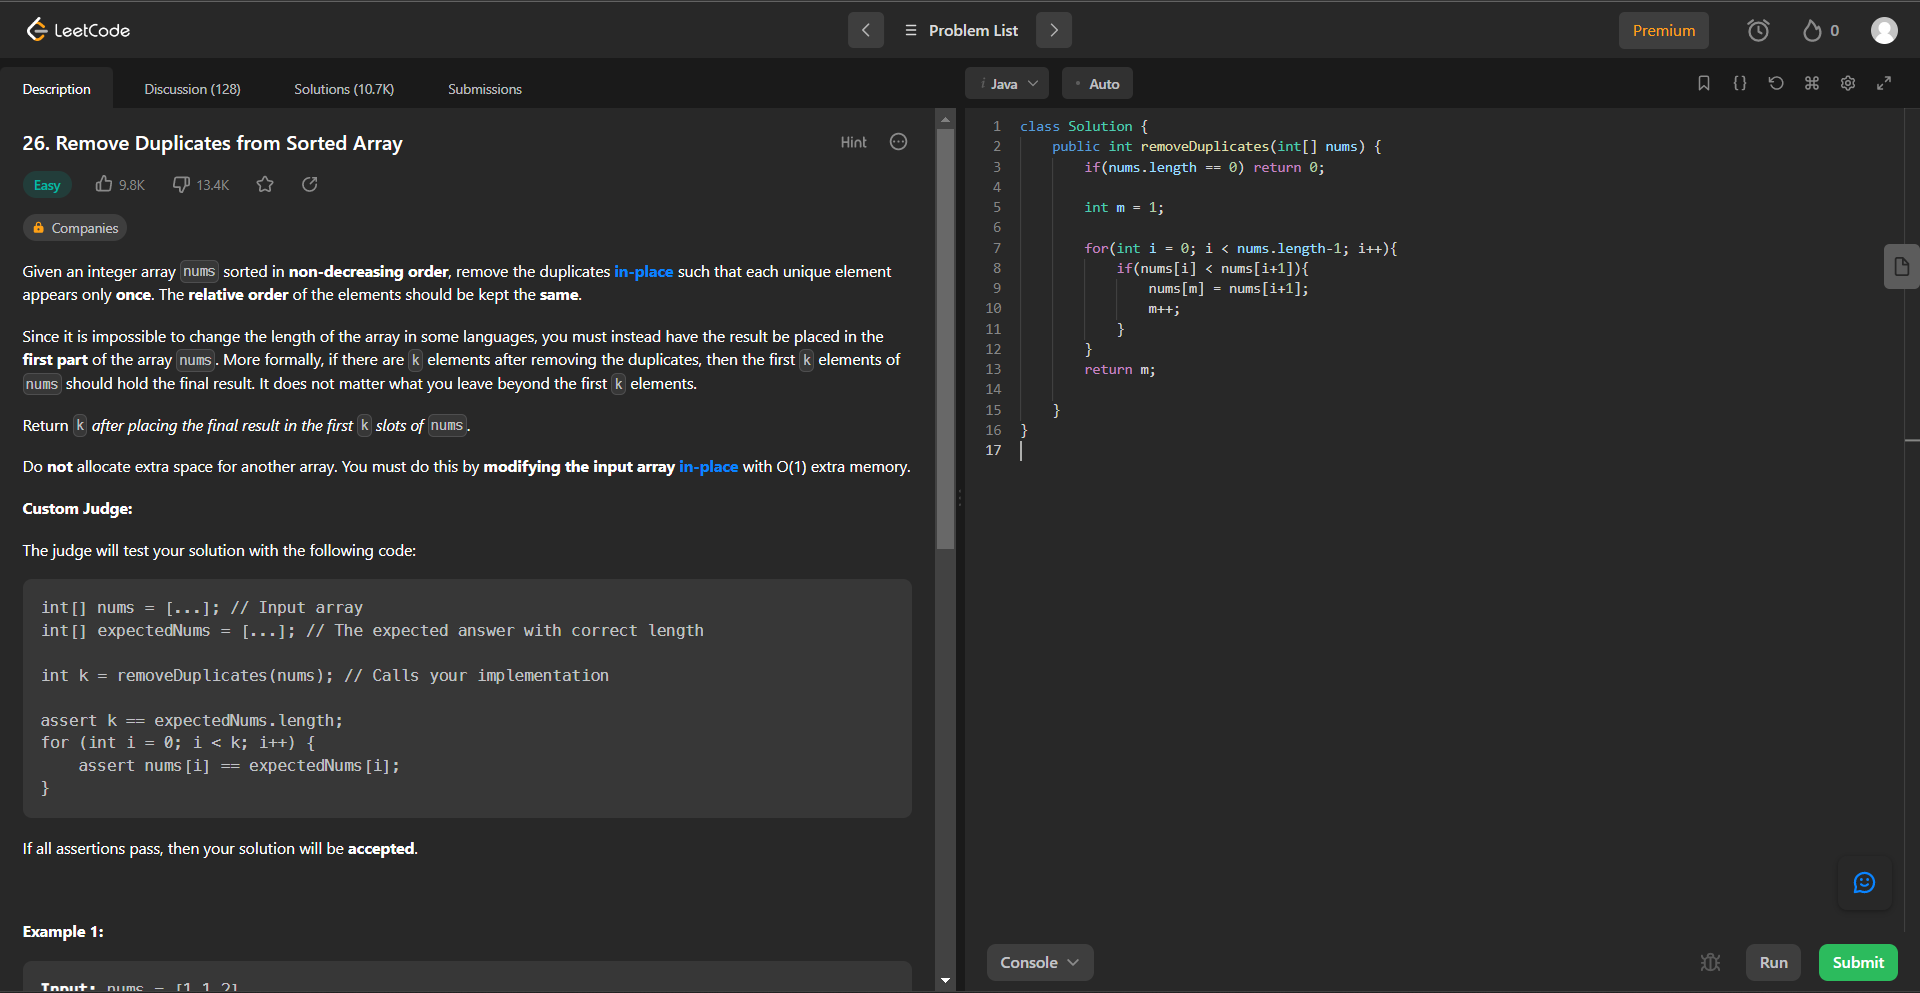 LeetCode
Problem List
Premium
0
Description
Discussion (128)
Solutions (10.7K)
Submissions
26. Remove Duplicates from Sorted Array
Hint
Easy
9.8K
13.4K
Companies
Given an integer array nums sorted in non-decreasing order, remove the duplicates in-place such that each unique element
appears only once. The relative order of the elements should be kept the same.
Since it is impossible to change the length of the array in some languages, you must instead have the result be placed in the
first part of the array nums. More formally, if there are k elements after removing the duplicates, then the first k elements of
nums should hold the final result. It does not matter what you leave beyond the first k elements.
Return k after placing the final result in the first k slots of nums.
Do not allocate extra space for another array. You must do this by modifying the input array in-place with O(1) extra memory.
Custom Judge:
The judge will test your solution with the following code:
int[] nums = [...]; // Input array
int[] expectedNums = [...]; // The expected answer with correct length
int k = removeDuplicates(nums); // Calls your implementation
assert k == expectedNums.length;
for (int i = 0; i < k; i++) {
    assert nums[i] == expectedNums[i];
}
If all assertions pass, then your solution will be accepted.
Example 1:
Input: nums = [1,1,2]
i Java
Auto
1 class Solution {
2     public int removeDuplicates(int[] nums) {
3         if(nums.length == 0) return 0;
4
5         int m = 1;
6
7         for(int i = 0; i < nums.length-1; i++){
8             if(nums[i] < nums[i+1]){
9                 nums[m] = nums[i+1];
10                 m++;
11             }
12         }
13         return m;
14
15     }
16 }
17
Console
Run
Submit